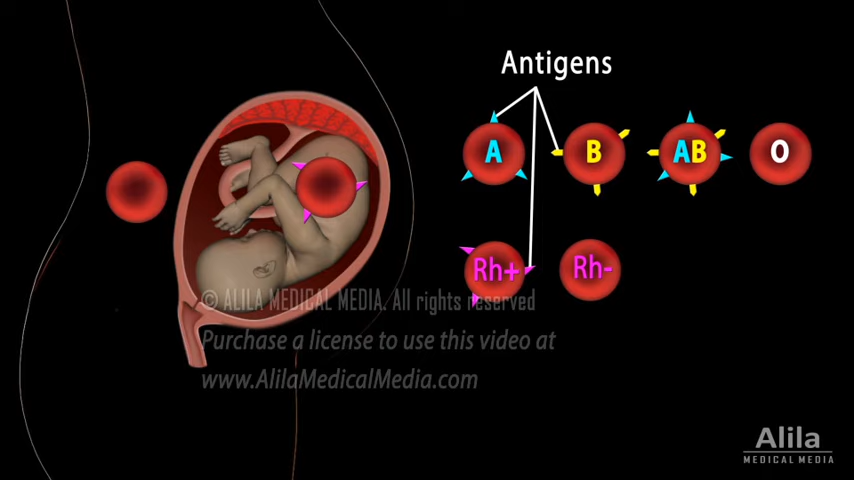 Antigens
A
B
AB
O
Rh+
Rh-
© ALILA MEDICAL MEDIA. All rights reserved
Purchase a license to use this video at
www.AlilaMedicalMedia.com
Alila
MEDICAL MEDIA